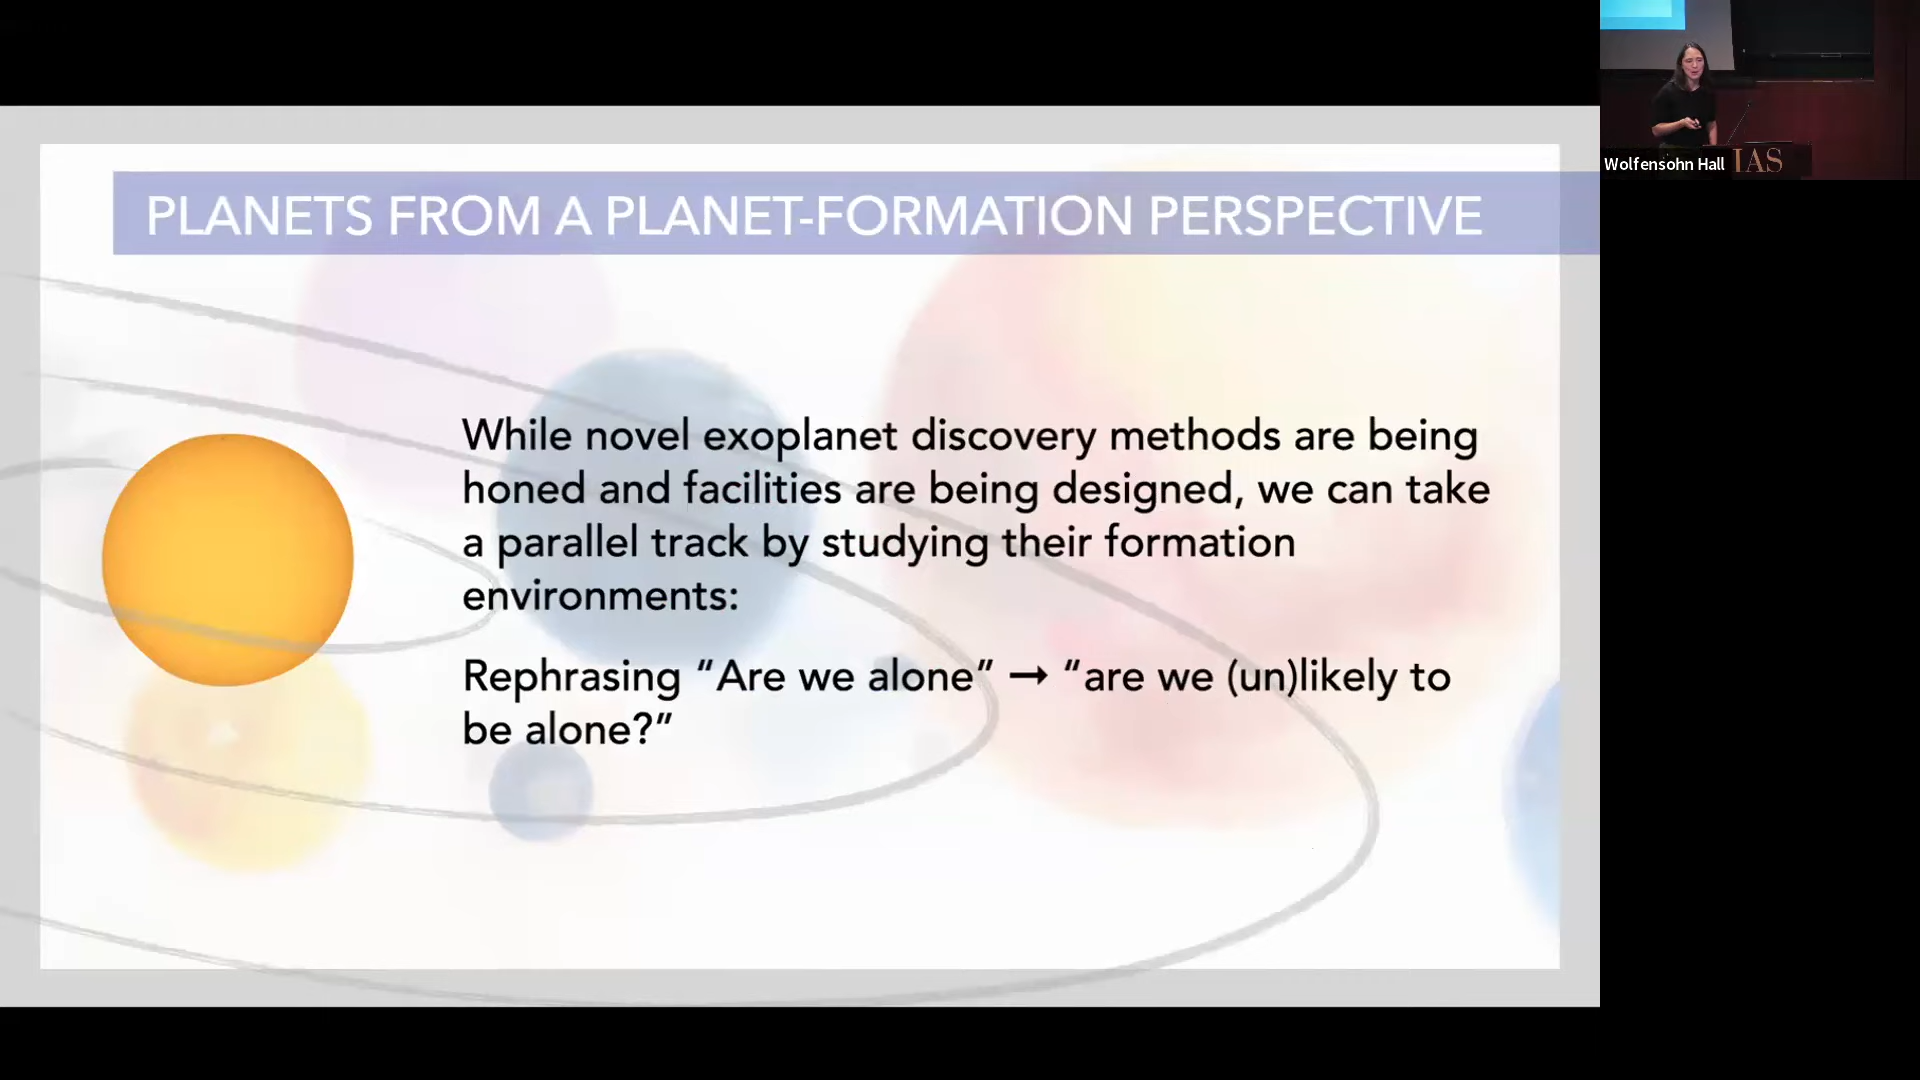 PLANETS FROM A PLANET-FORMATION PERSPECTIVE
While novel exoplanet discovery methods are being
honed and facilities are being designed, we can take
a parallel track by studying their formation
environments:
Rephrasing “Are we alone” → “are we (un)likely to
be alone?”
Wolfensohn Hall
IAS